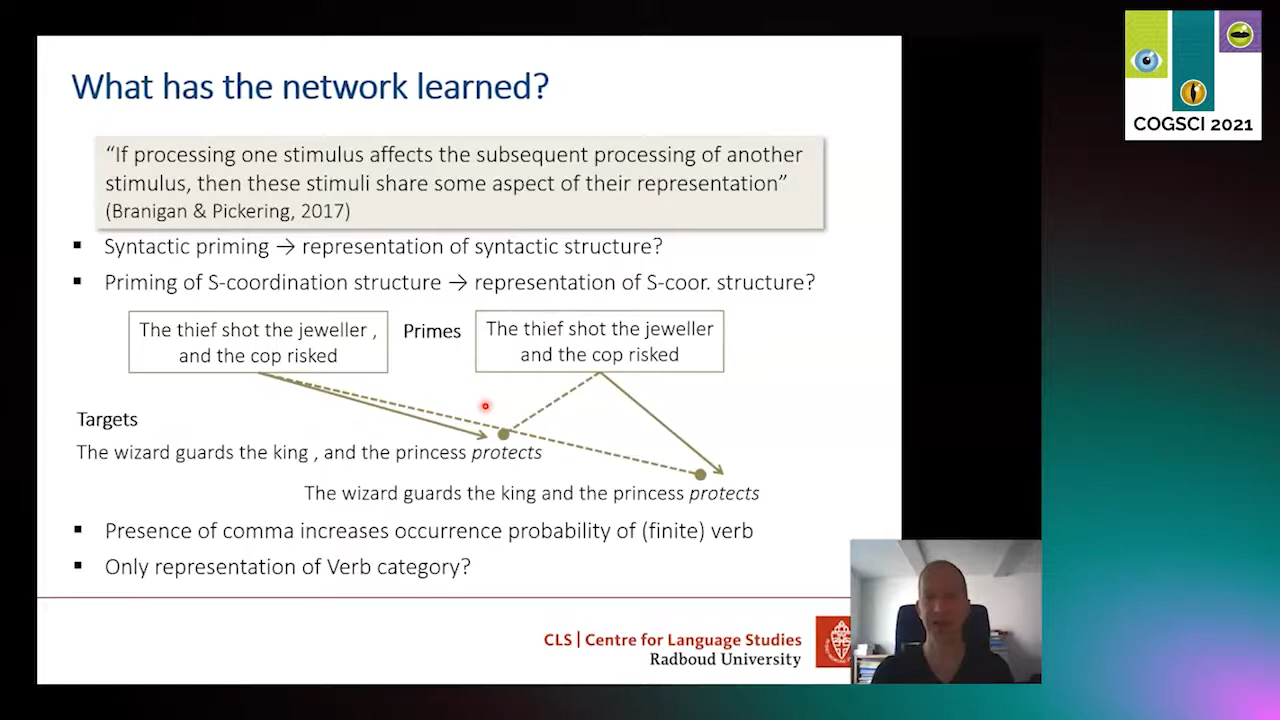 What has the network learned?
“If processing one stimulus affects the subsequent processing of another
stimulus, then these stimuli share some aspect of their representation”
(Branigan & Pickering, 2017)
▪ Syntactic priming → representation of syntactic structure?
▪ Priming of S-coordination structure → representation of S-coor. structure?
The thief shot the jeweller ,
and the cop risked
Primes
The thief shot the jeweller
and the cop risked
Targets
The wizard guards the king , and the princess protects
The wizard guards the king and the princess protects
▪ Presence of comma increases occurrence probability of (finite) verb
▪ Only representation of Verb category?
CLS | Centre for Language Studies
Radboud University
COGSCI 2021